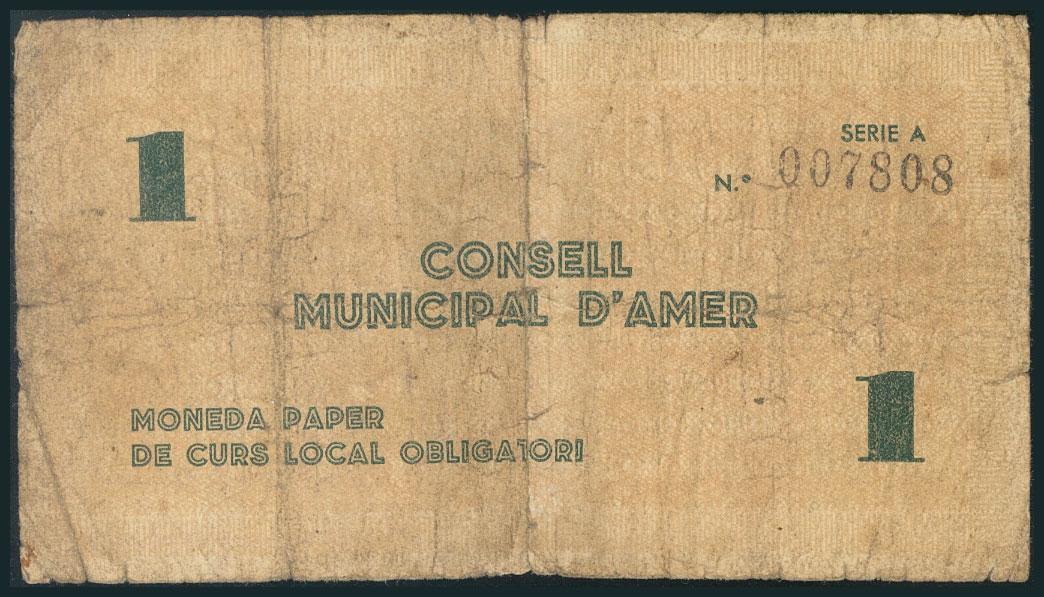 1
SERIE A
N.º 007808
CONSELL
MUNICIPAL D'AMER
MONEDA PAPER
DE CURS LOCAL OBLIGATORI
1